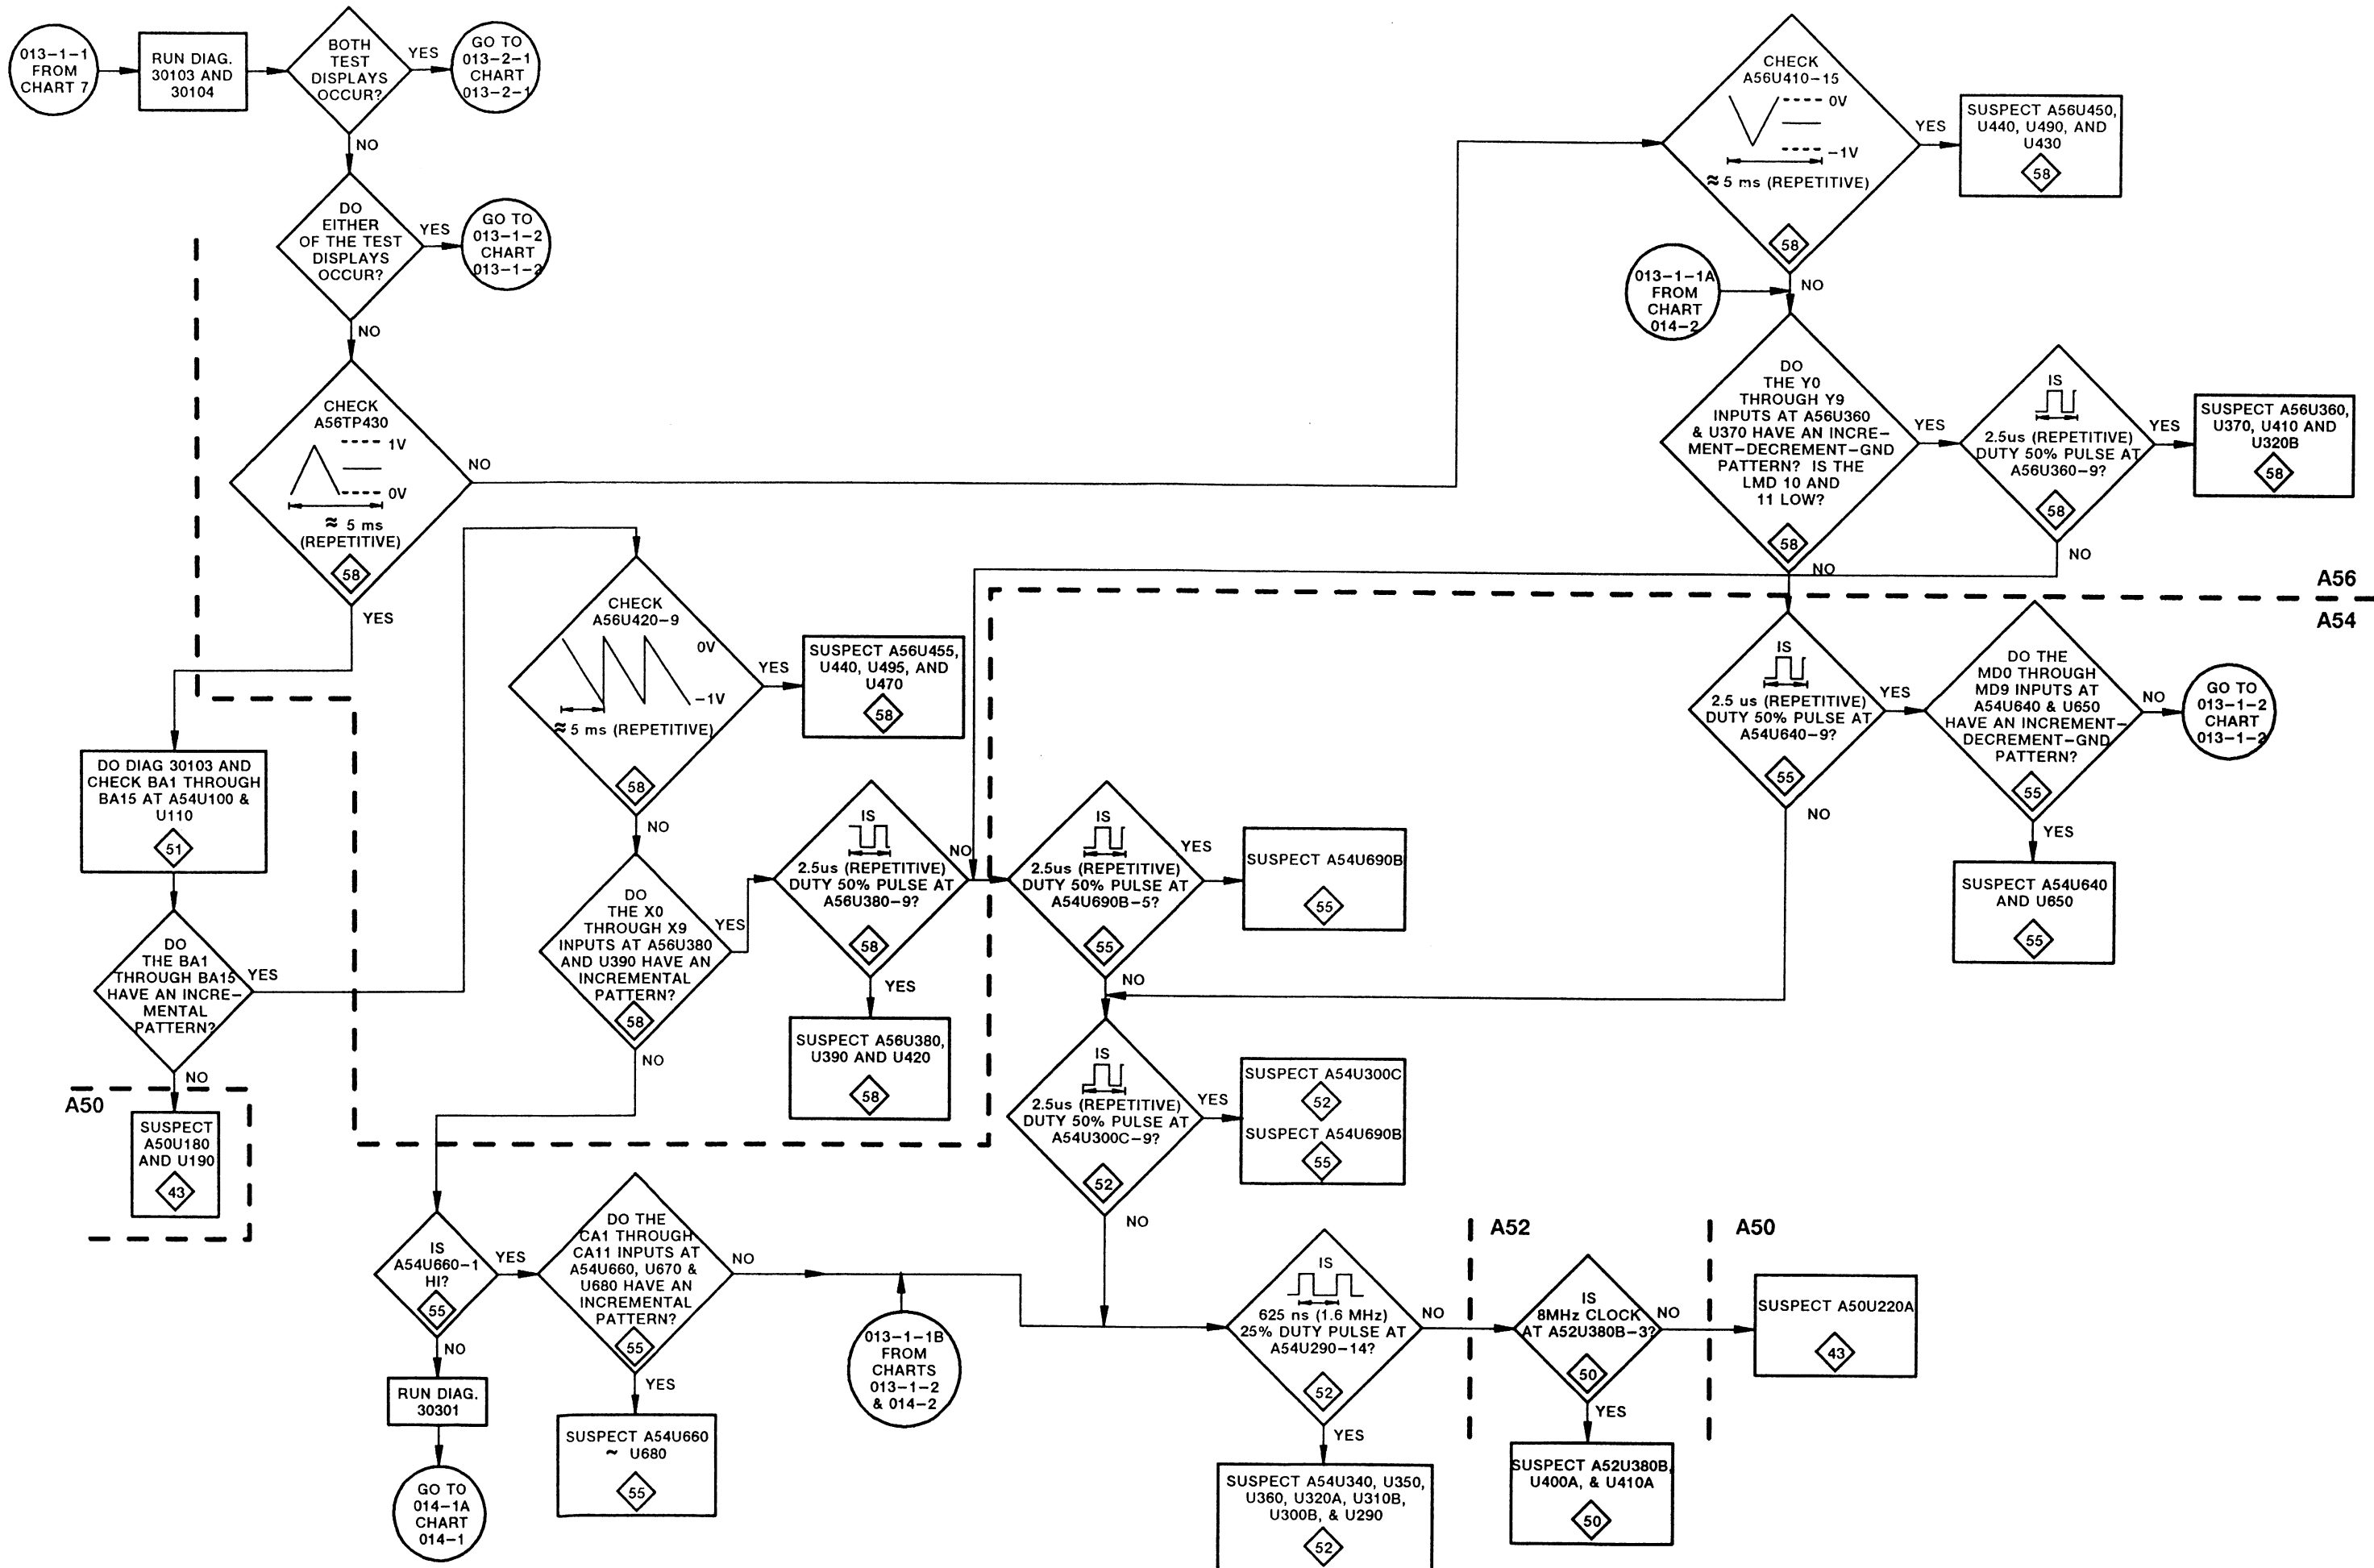 013-1-1
FROM
CHART 7
RUN DIAG.
30103 AND
30104
BOTH
TEST
DISPLAYS
OCCUR?
YES
GO TO
013-2-1
CHART
013-2-1
NO
DO
EITHER
OF THE TEST
DISPLAYS
OCCUR?
YES
GO TO
013-1-2
CHART
013-1-2
NO
CHECK
A56TP430
1V
0V
≈ 5 ms
(REPETITIVE)
58
NO
YES
CHECK
A56U410-15
0V
-1V
≈ 5 ms (REPETITIVE)
58
YES
SUSPECT A56U450,
U440, U490, AND
U430
58
NO
013-1-1A
FROM
CHART
014-2
DO
THE Y0
THROUGH Y9
INPUTS AT A56U360
& U370 HAVE AN INCRE-
MENT-DECREMENT-GND
PATTERN? IS THE
LMD 10 AND
11 LOW?
58
YES
IS
2.5us (REPETITIVE)
DUTY 50% PULSE AT
A56U360-9?
58
YES
SUSPECT A56U360,
U370, U410 AND
U320B
58
NO
NO
A56
A54
DO DIAG 30103 AND
CHECK BA1 THROUGH
BA15 AT A54U100 &
U110
51
DO
THE BA1
THROUGH BA15
HAVE AN INCRE-
MENTAL
PATTERN?
YES
NO
A50
SUSPECT
A50U180
AND U190
43
CHECK
A56U420-9
0V
-1V
≈ 5 ms (REPETITIVE)
58
YES
SUSPECT A56U455,
U440, U495, AND
U470
58
NO
DO
THE X0
THROUGH X9
INPUTS AT A56U380
AND U390 HAVE AN
INCREMENTAL
PATTERN?
58
YES
IS
2.5us (REPETITIVE)
DUTY 50% PULSE AT
A56U380-9?
58
NO
YES
SUSPECT A56U380,
U390 AND U420
58
NO
IS
2.5us (REPETITIVE)
DUTY 50% PULSE AT
A54U690B-5?
55
YES
SUSPECT A54U690B
55
NO
IS
2.5 us (REPETITIVE)
DUTY 50% PULSE AT
A54U640-9?
55
YES
NO
DO THE
MD0 THROUGH
MD9 INPUTS AT
A54U640 & U650
HAVE AN INCREMENT-
DECREMENT-GND
PATTERN?
55
NO
GO TO
013-1-2
CHART
013-1-2
YES
SUSPECT A54U640
AND U650
55
IS
2.5us (REPETITIVE)
DUTY 50% PULSE AT
A54U300C-9?
52
YES
SUSPECT A54U300C
52
SUSPECT A54U690B
55
NO
IS
A54U660-1
HI?
55
YES
NO
RUN DIAG.
30301
GO TO
014-1A
CHART
014-1
DO THE
CA1 THROUGH
CA11 INPUTS AT
A54U660, U670 &
U680 HAVE AN
INCREMENTAL
PATTERN?
55
NO
YES
SUSPECT A54U660
~ U680
55
013-1-1B
FROM
CHARTS
013-1-2
& 014-2
IS
625 ns (1.6 MHz)
25% DUTY PULSE AT
A54U290-14?
52
NO
YES
SUSPECT A54U340, U350,
U360, U320A, U310B,
U300B, & U290
52
A52
IS
8MHz CLOCK
AT A52U380B-3?
50
NO
YES
SUSPECT A52U380B,
U400A, & U410A
50
A50
SUSPECT A50U220A
43